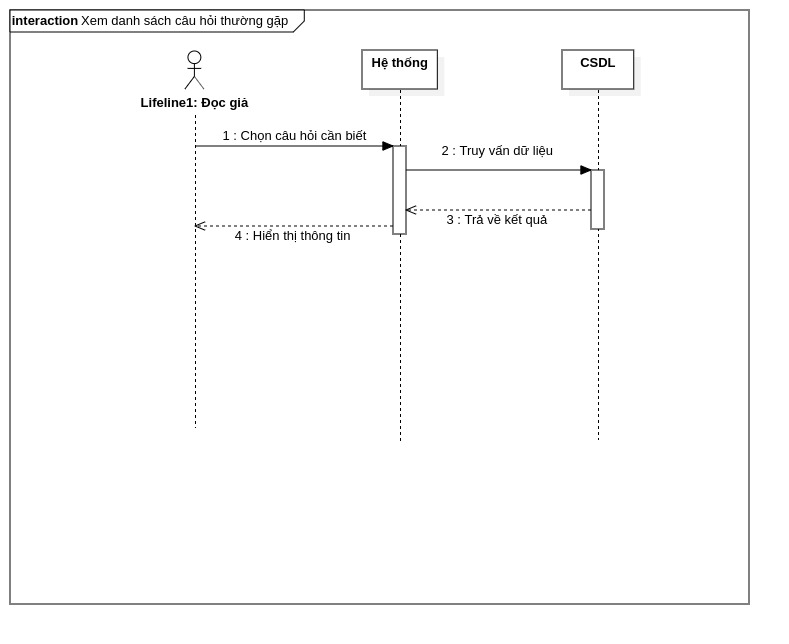 interaction Xem danh sách câu hỏi thường gặp
Lifeline1: Đọc giả
Hệ thống
CSDL
1 : Chọn câu hỏi cần biết
2 : Truy vấn dữ liệu
3 : Trả về kết quả
4 : Hiển thị thông tin